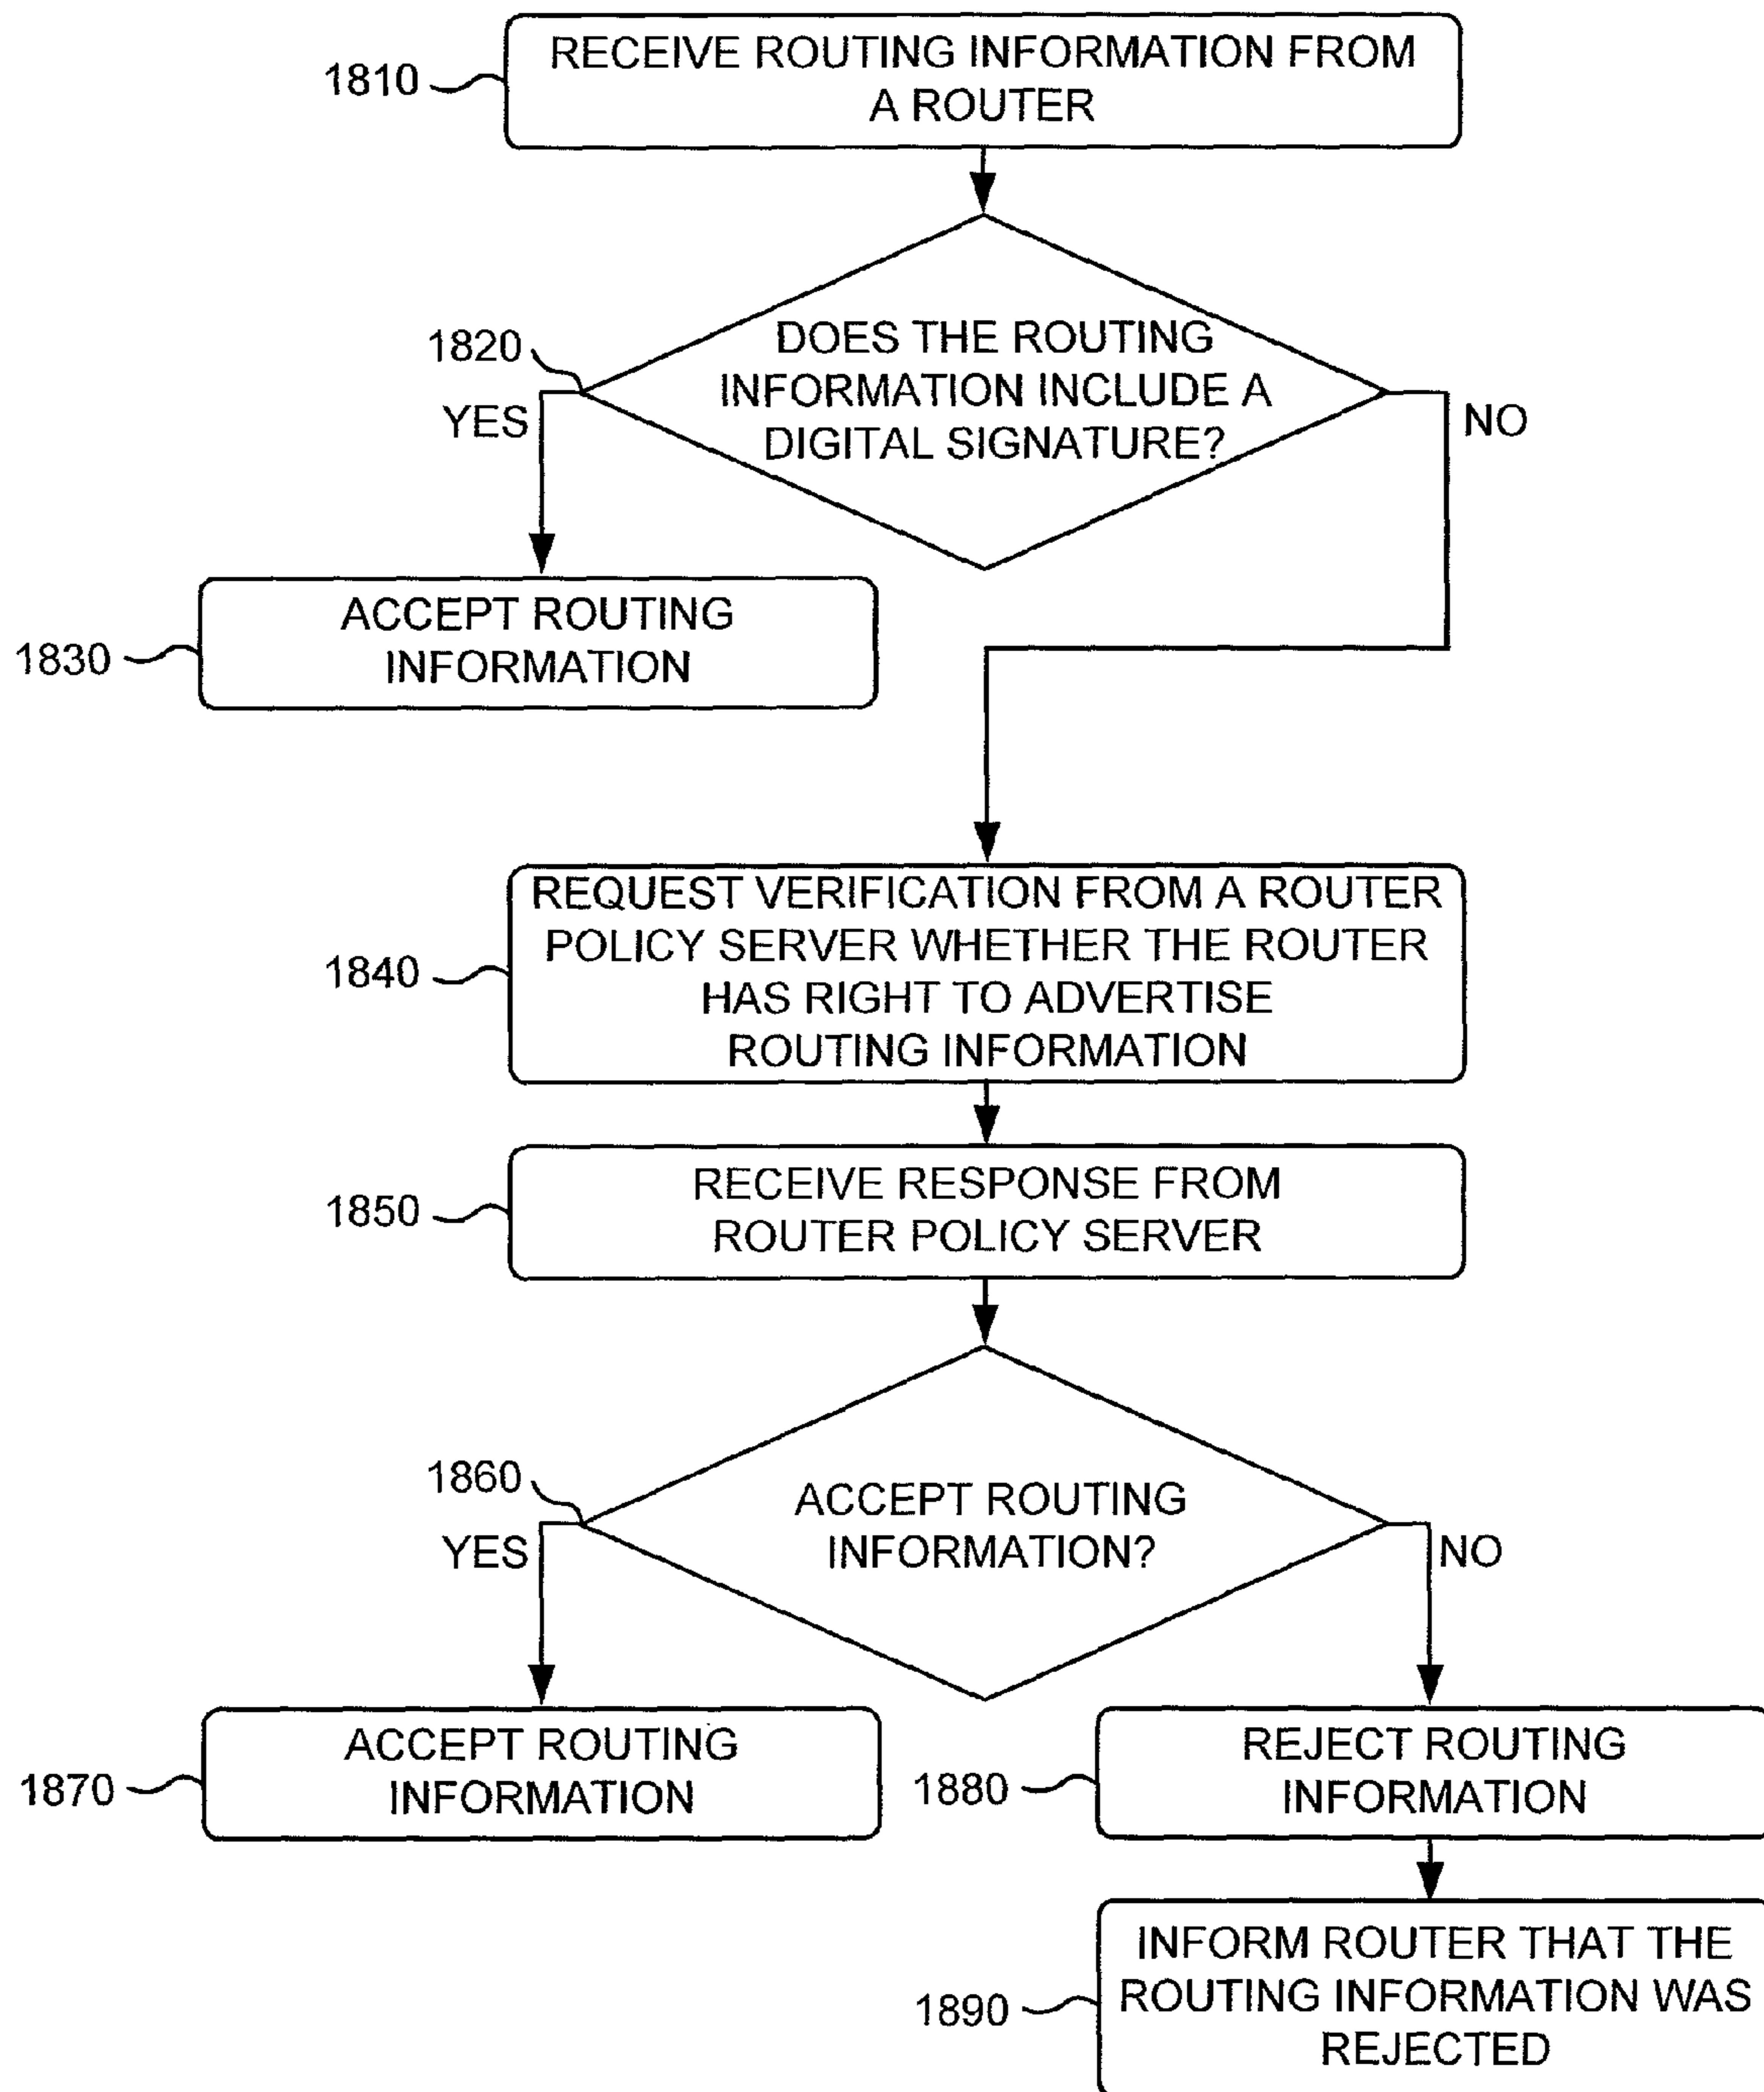 1810
RECEIVE ROUTING INFORMATION FROM
A ROUTER
1820
DOES THE ROUTING
INFORMATION INCLUDE A
DIGITAL SIGNATURE?
YES
NO
1830
ACCEPT ROUTING
INFORMATION
1840
REQUEST VERIFICATION FROM A ROUTER
POLICY SERVER WHETHER THE ROUTER
HAS RIGHT TO ADVERTISE
ROUTING INFORMATION
1850
RECEIVE RESPONSE FROM
ROUTER POLICY SERVER
1860
ACCEPT ROUTING
INFORMATION?
YES
NO
1870
ACCEPT ROUTING
INFORMATION
1880
REJECT ROUTING
INFORMATION
1890
INFORM ROUTER THAT THE
ROUTING INFORMATION WAS
REJECTED